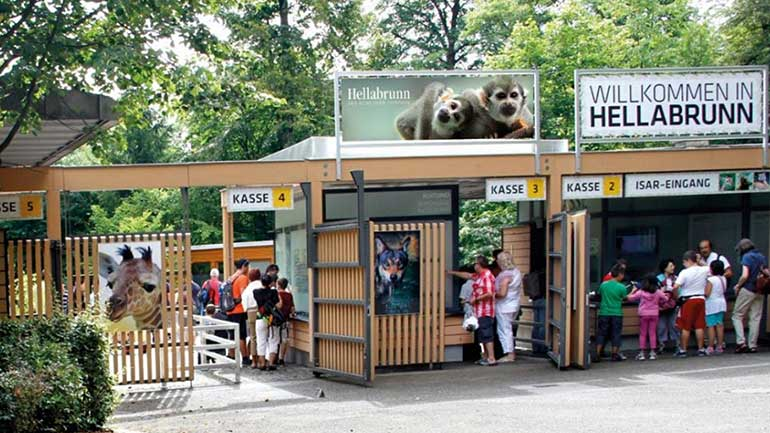 Hellabrunn
WILLKOMMEN IN
HELLABRUNN
KASSE 5
KASSE 4
KASSE 3
KASSE 2
ISAR-EINGANG